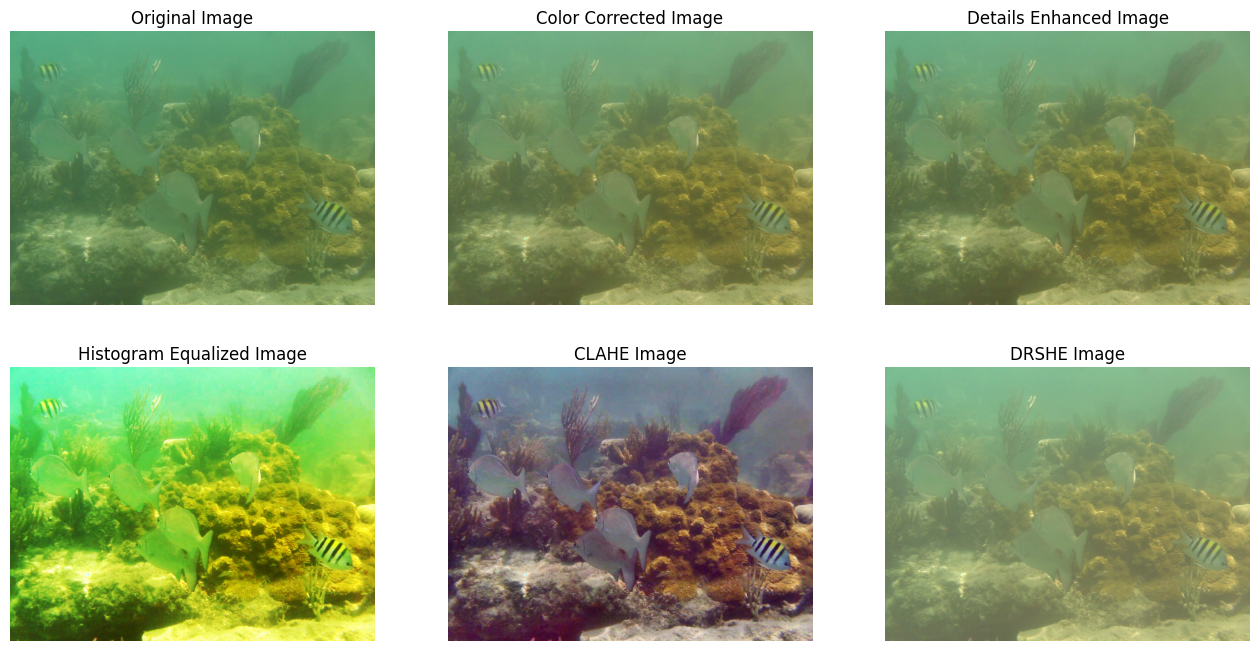 Original Image
Color Corrected Image
Details Enhanced Image
Histogram Equalized Image
CLAHE Image
DRSHE Image